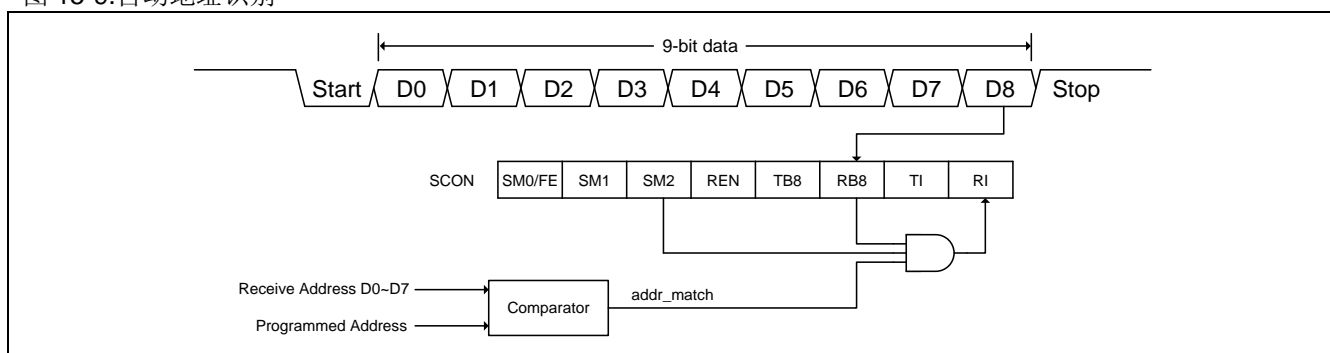 9-bit data
Start D0 D1 D2 D3 D4 D5 D6 D7 D8 Stop
SCON SM0/FE SM1 SM2 REN TB8 RB8 TI RI
Receive Address D0~D7
Comparator
addr_match
Programmed Address